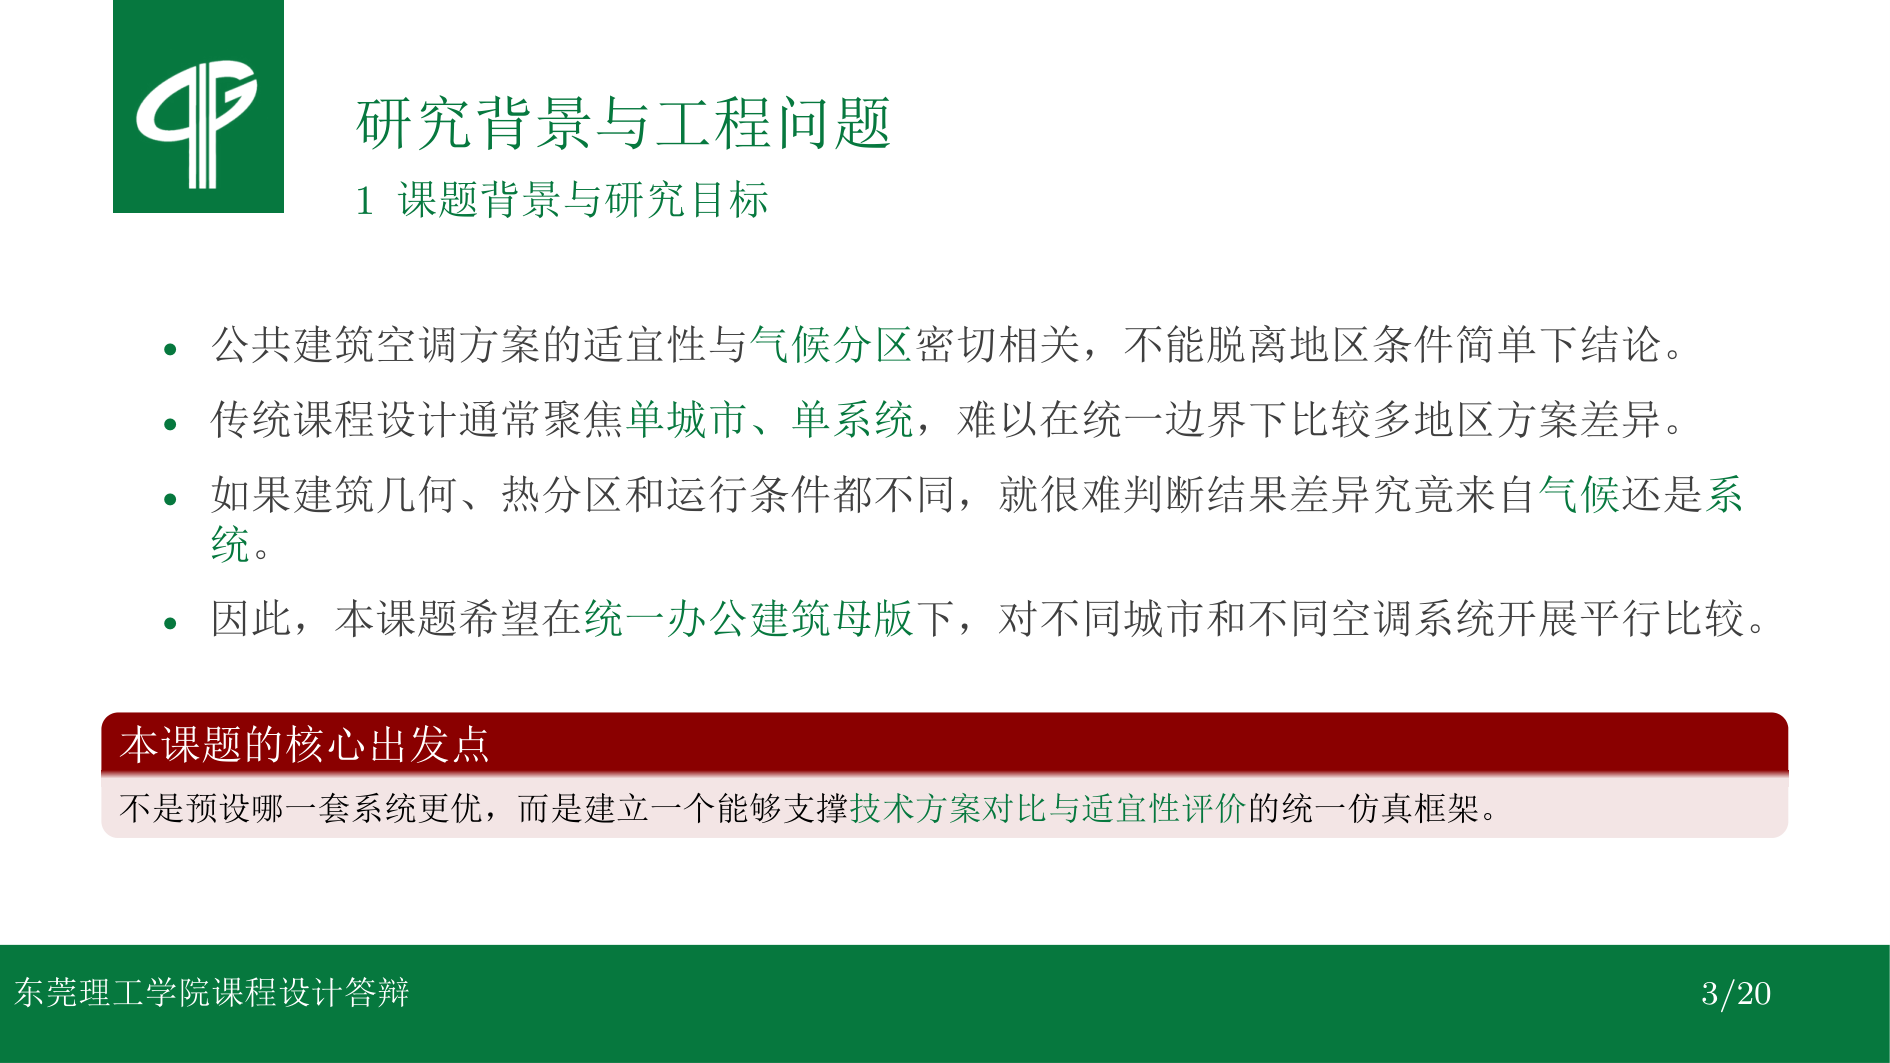 研究背景与工程问题
1 课题背景与研究目标
• 公共建筑空调方案的适宜性与气候分区密切相关，不能脱离地区条件简单下结论。
• 传统课程设计通常聚焦单城市、单系统，难以在统一边界下比较多地区方案差异。
• 如果建筑几何、热分区和运行条件都不同，就很难判断结果差异究竟来自气候还是系
统。
• 因此，本课题希望在统一办公建筑母版下，对不同城市和不同空调系统开展平行比较。
本课题的核心出发点
不是预设哪一套系统更优，而是建立一个能够支撑技术方案对比与适宜性评价的统一仿真框架。
东莞理工学院课程设计答辩
3/20